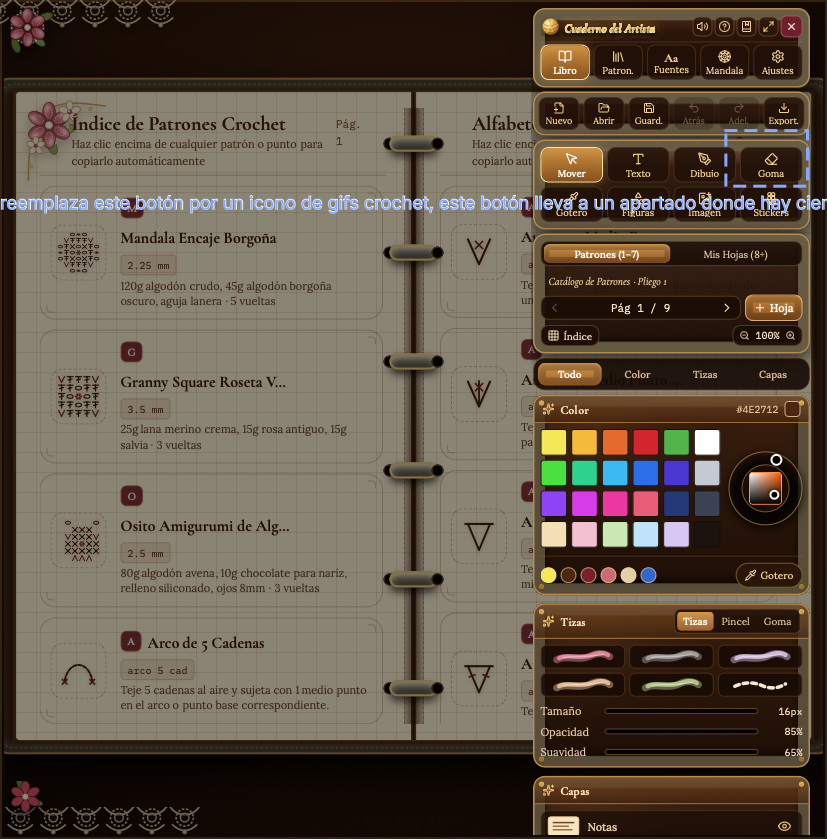 Cuaderno del Artista
Libro
Patron.
Aa
Fuentes
Mandala
Ajustes
Nuevo
Abrir
Guard.
Atrás
Adel.
Export.
Índice de Patrones Crochet
Pág.
1
Haz clic encima de cualquier patrón o punto para
copiarlo automáticamente
Alfabet
Haz clic enc
copiarlo aut
Mover
Texto
Dibujo
Goma
reemplaza este botón por un icono de gifs crochet, este botón lleva a un apartado donde hay cier
Gotero
Figuras
Imagen
Stickers
M
Mandala Encaje Borgoña
2.25 mm
120g algodón crudo, 45g algodón borgoña
oscuro, aguja lanera · 5 vueltas
Patrones (1–7)
Mis Hojas (8+)
Catálogo de Patrones · Pliego 1
Pág 1 / 9
+ Hoja
Índice
100%
G
Granny Square Roseta V...
3.5 mm
25g lana merino crema, 15g rosa antiguo, 15g
salvia · 3 vueltas
Todo
Color
Tizas
Capas
Color
#4E2712
Gotero
O
Osito Amigurumi de Alg...
2.5 mm
80g algodón avena, 10g chocolate para nariz,
relleno siliconado, ojos 8mm · 3 vueltas
Tizas
Tizas
Pincel
Goma
Tamaño
16px
Opacidad
85%
Suavidad
65%
A
Arco de 5 Cadenas
arco 5 cad
Teje 5 cadenas al aire y sujeta con 1 medio punto
en el arco o punto base correspondiente.
Capas
Notas